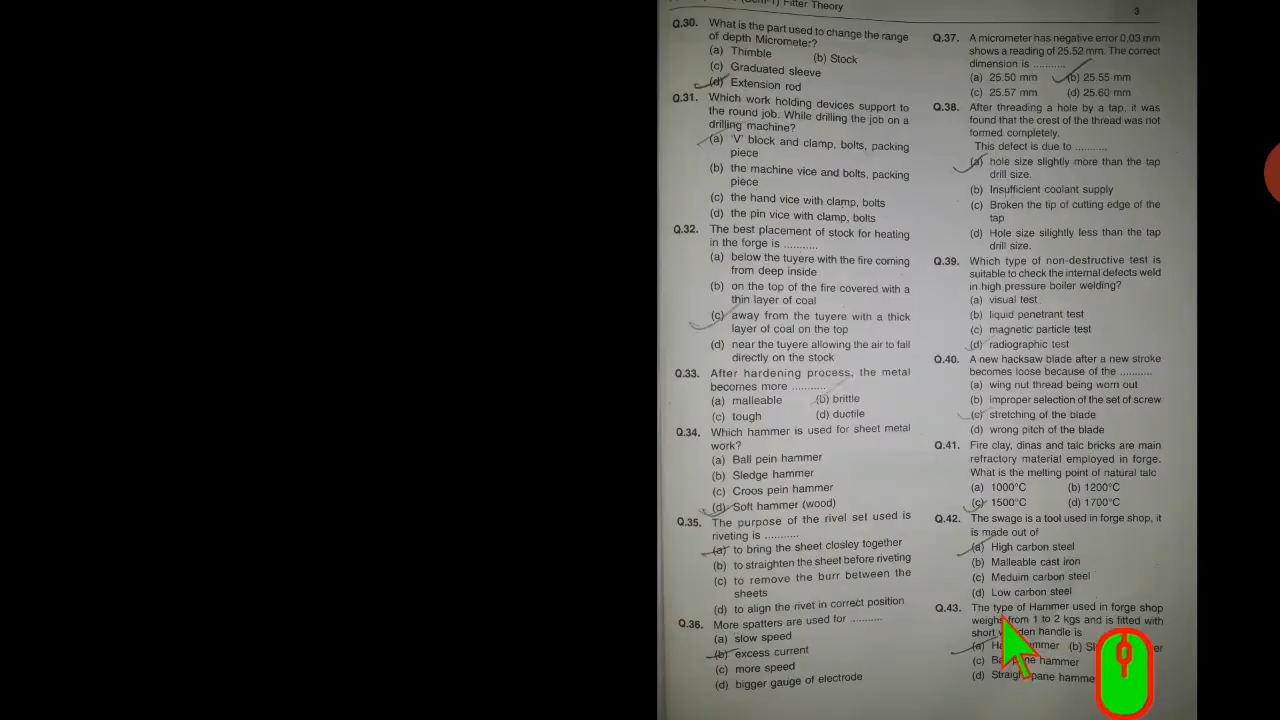 Fitter Theory
3
Q.30. What is the part used to change the range
of depth Micrometer?
(a) Thimble (b) Stock
(c) Graduated sleeve
(d) Extension rod
Q.31. Which work holding devices support to
the round job. While drilling the job on a
drilling machine?
(a) 'V' block and clamp, bolts, packing
piece
(b) the machine vice and bolts, packing
piece
(c) the hand vice with clamp, bolts
(d) the pin vice with clamp, bolts
Q.32. The best placement of stock for heating
in the forge is ...........
(a) below the tuyere with the fire coming
from deep inside
(b) on the top of the fire covered with a
thin layer of coal
(c) away from the tuyere with a thick
layer of coal on the top
(d) near the tuyere allowing the air to fall
directly on the stock
Q.33. After hardening process, the metal
becomes more ...........
(a) malleable (b) brittle
(c) tough (d) ductile
Q.34. Which hammer is used for sheet metal
work?
(a) Ball pein hammer
(b) Sledge hammer
(c) Croos pein hammer
(d) Soft hammer (wood)
Q.35. The purpose of the rivel set used is
riveting is ...........
(a) to bring the sheet closley together
(b) to straighten the sheet before riveting
(c) to remove the burr between the
sheets
(d) to align the rivet in correct position
Q.36. More spatters are used for ...........
(a) slow speed
(b) excess current
(c) more speed
(d) bigger gauge of electrode
Q.37. A micrometer has negative error 0.03 mm
shows a reading of 25.52 mm. The correct
dimension is ...........
(a) 25.50 mm (b) 25.55 mm
(c) 25.57 mm (d) 25.60 mm
Q.38. After threading a hole by a tap, it was
found that the crest of the thread was not
formed completely.
This defect is due to ...........
(a) hole size slightly more than the tap
drill size.
(b) Insufficient coolant supply
(c) Broken the tip of cutting edge of the
tap
(d) Hole size silightly less than the tap
drill size.
Q.39. Which type of non-destructive test is
suitable to check the internal defects weld
in high pressure boiler welding?
(a) visual test
(b) liquid penetrant test
(c) magnetic particle test
(d) radiographic test
Q.40. A new hacksaw blade after a new stroke
becomes loose because of the ...........
(a) wing nut thread being worn out
(b) improper selection of the set of screw
(c) stretching of the blade
(d) wrong pitch of the blade
Q.41. Fire clay, dinas and talc bricks are main
refractory material employed in forge.
What is the melting point of natural talc
(a) 1000°C (b) 1200°C
(c) 1500°C (d) 1700°C
Q.42. The swage is a tool used in forge shop, it
is made out of
(a) High carbon steel
(b) Malleable cast iron
(c) Meduim carbon steel
(d) Low carbon steel
Q.43. The type of Hammer used in forge shop
weighs from 1 to 2 kgs and is fitted with
short handle is
(a) (b)
(c) hammer
(d) Straight pane